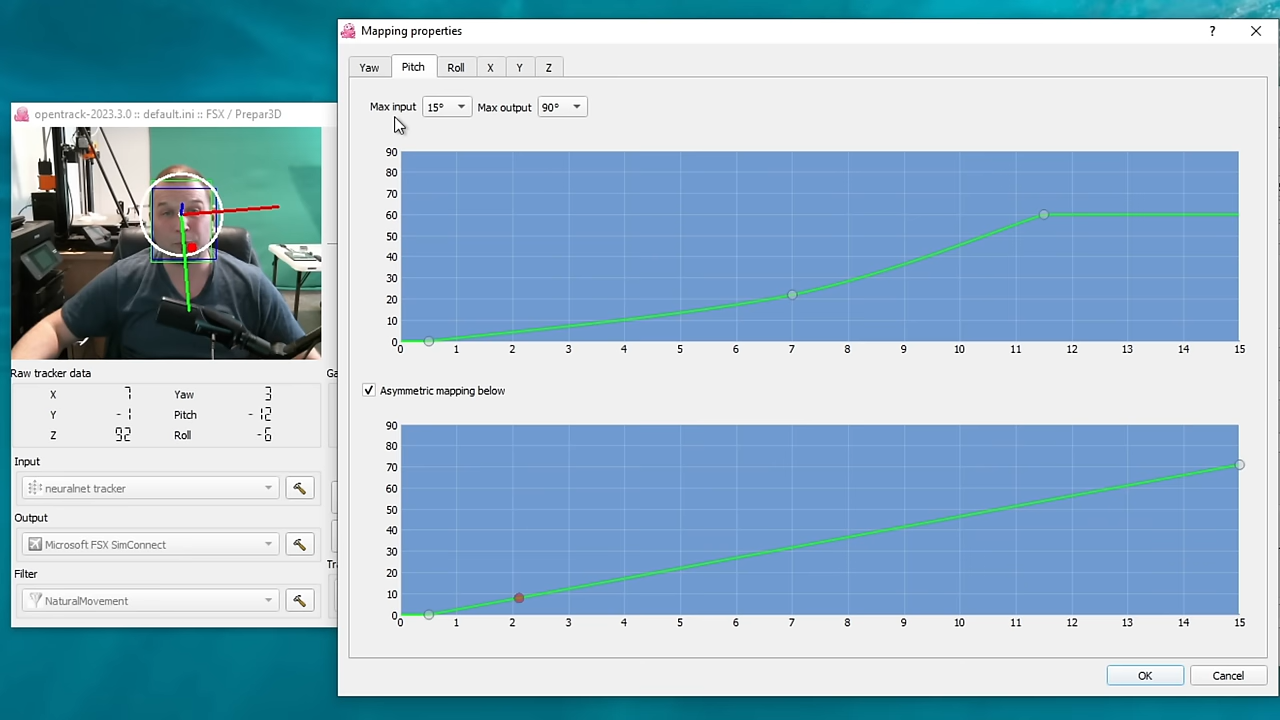 Mapping properties
?
Yaw Pitch Roll X Y Z
opentrack-2023.3.0 :: default.ini :: FSX / Prepar3D
Max input 15° Max output 90°
90
80
70
60
50
40
30
20
10
0
0 1 2 3 4 5 6 7 8 9 10 11 12 13 14 15
Asymmetric mapping below
90
80
70
60
50
40
30
20
10
0
0 1 2 3 4 5 6 7 8 9 10 11 12 13 14 15
OK Cancel
Raw tracker data
X 7 Yaw 3
Y -1 Pitch -12
Z 92 Roll -6
Input
neuralnet tracker
Output
Microsoft FSX SimConnect
Filter
NaturalMovement